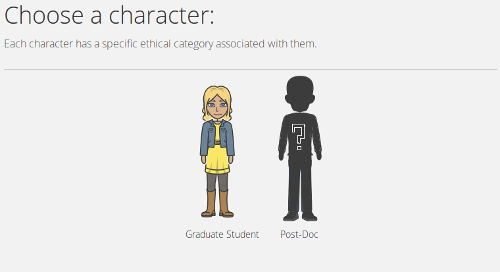 Choose a character:
Each character has a specific ethical category associated with them.
?
Graduate Student
Post-Doc